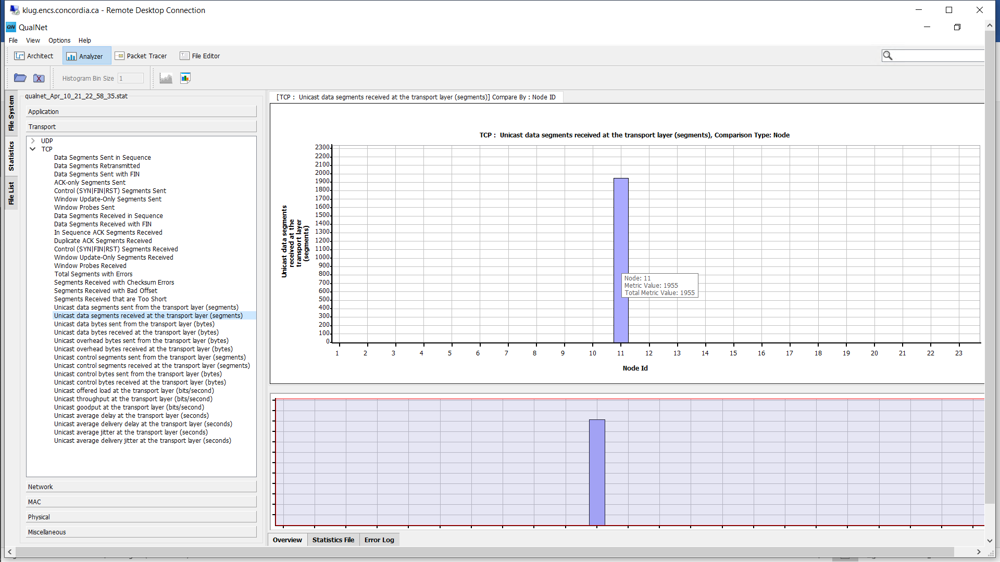 klug.encs.concordia.ca - Remote Desktop Connection
QN QualNet
File View Options Help
Architect Analyzer Packet Tracer File Editor
Histogram Bin Size 1
File System
Statistics
File List
qualnet_Apr_10_21_22_58_35.stat
Application
Transport
UDP
TCP
Data Segments Sent in Sequence
Data Segments Retransmitted
Data Segments Sent with FIN
ACK-only Segments Sent
Control (SYN|FIN|RST) Segments Sent
Window Update-Only Segments Sent
Window Probes Sent
Data Segments Received in Sequence
Data Segments Received with FIN
In Sequence ACK Segments Received
Duplicate ACK Segments Received
Control (SYN|FIN|RST) Segments Received
Window Update-Only Segments Received
Window Probes Received
Total Segments with Errors
Segments Received with Checksum Errors
Segments Received with Bad Offset
Segments Received that are Too Short
Unicast data segments sent from the transport layer (segments)
Unicast data segments received at the transport layer (segments)
Unicast data bytes sent from the transport layer (bytes)
Unicast data bytes received at the transport layer (bytes)
Unicast overhead bytes sent from the transport layer (bytes)
Unicast overhead bytes received at the transport layer (bytes)
Unicast control segments sent from the transport layer (segments)
Unicast control segments received at the transport layer (segments)
Unicast control bytes sent from the transport layer (bytes)
Unicast control bytes received at the transport layer (bytes)
Unicast offered load at the transport layer (bits/second)
Unicast throughput at the transport layer (bits/second)
Unicast goodput at the transport layer (bits/second)
Unicast average delay at the transport layer (seconds)
Unicast average delivery delay at the transport layer (seconds)
Unicast average jitter at the transport layer (seconds)
Unicast average delivery jitter at the transport layer (seconds)
Network
MAC
Physical
Miscellaneous
[TCP : Unicast data segments received at the transport layer (segments)] Compare By : Node ID
TCP : Unicast data segments received at the transport layer (segments), Comparison Type: Node
Unicast data segments
received at the
transport layer
(segments)
2300
2200
2100
2000
1900
1800
1700
1600
1500
1400
1300
1200
1100
1000
900
800
700
600
500
400
300
200
100
0
Node: 11
Metric Value: 1955
Total Metric Value: 1955
1 2 3 4 5 6 7 8 9 10 11 12 13 14 15 16 17 18 19 20 21 22 23
Node Id
Overview Statistics File Error Log